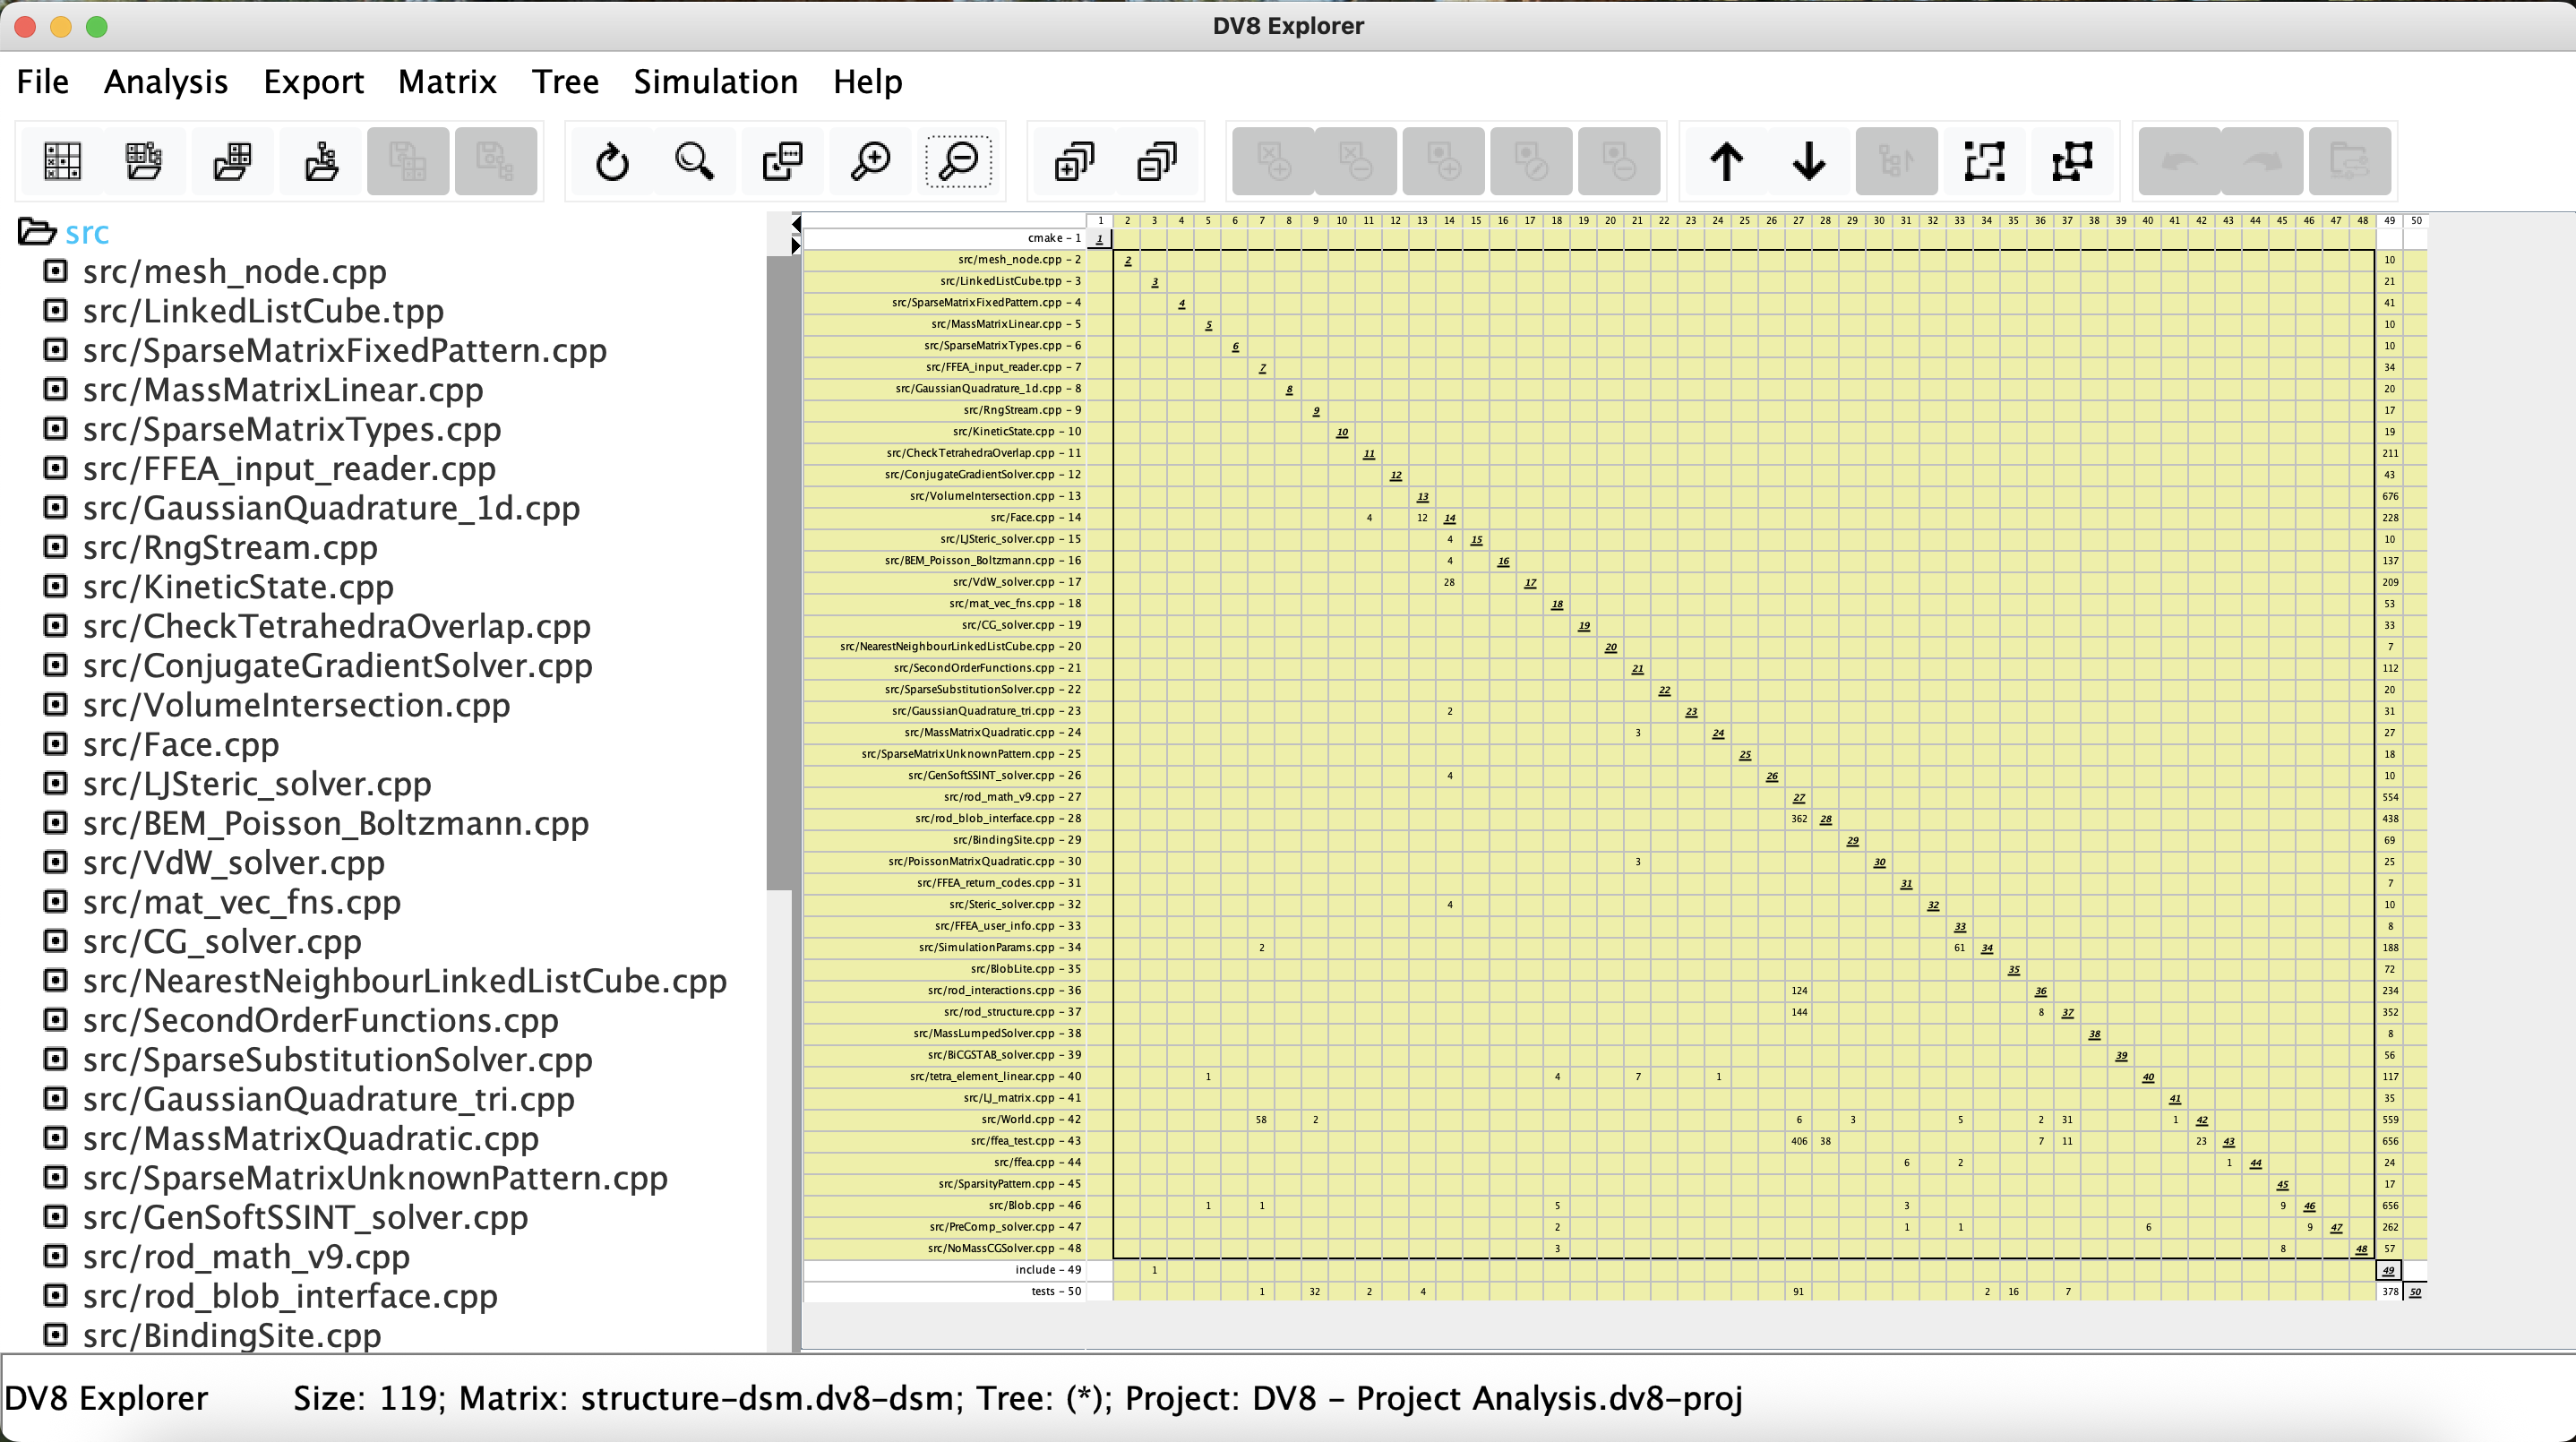 DV8 Explorer
File Analysis Export Matrix Tree Simulation Help
src
src/mesh_node.cpp
src/LinkedListCube.tpp
src/SparseMatrixFixedPattern.cpp
src/MassMatrixLinear.cpp
src/SparseMatrixTypes.cpp
src/FFEA_input_reader.cpp
src/GaussianQuadrature_1d.cpp
src/RngStream.cpp
src/KineticState.cpp
src/CheckTetrahedraOverlap.cpp
src/ConjugateGradientSolver.cpp
src/VolumeIntersection.cpp
src/Face.cpp
src/LJSteric_solver.cpp
src/BEM_Poisson_Boltzmann.cpp
src/VdW_solver.cpp
src/mat_vec_fns.cpp
src/CG_solver.cpp
src/NearestNeighbourLinkedListCube.cpp
src/SecondOrderFunctions.cpp
src/SparseSubstitutionSolver.cpp
src/GaussianQuadrature_tri.cpp
src/MassMatrixQuadratic.cpp
src/SparseMatrixUnknownPattern.cpp
src/GenSoftSSINT_solver.cpp
src/rod_math_v9.cpp
src/rod_blob_interface.cpp
src/BindingSite.cpp
1 2 3 4 5 6 7 8 9 10 11 12 13 14 15 16 17 18 19 20 21 22 23 24 25 26 27 28 29 30 31 32 33 34 35 36 37 38 39 40 41 42 43 44 45 46 47 48 49 50
cmake - 1 1
src/mesh_node.cpp - 2 2 10
src/LinkedListCube.tpp - 3 3 21
src/SparseMatrixFixedPattern.cpp - 4 4 41
src/MassMatrixLinear.cpp - 5 5 10
src/SparseMatrixTypes.cpp - 6 6 10
src/FFEA_input_reader.cpp - 7 7 34
src/GaussianQuadrature_1d.cpp - 8 8 20
src/RngStream.cpp - 9 9 17
src/KineticState.cpp - 10 10 19
src/CheckTetrahedraOverlap.cpp - 11 11 211
src/ConjugateGradientSolver.cpp - 12 12 43
src/VolumeIntersection.cpp - 13 13 676
src/Face.cpp - 14 4 12 14 228
src/LJSteric_solver.cpp - 15 4 15 10
src/BEM_Poisson_Boltzmann.cpp - 16 4 16 137
src/VdW_solver.cpp - 17 28 17 209
src/mat_vec_fns.cpp - 18 18 53
src/CG_solver.cpp - 19 19 33
src/NearestNeighbourLinkedListCube.cpp - 20 20 7
src/SecondOrderFunctions.cpp - 21 21 112
src/SparseSubstitutionSolver.cpp - 22 22 20
src/GaussianQuadrature_tri.cpp - 23 2 23 31
src/MassMatrixQuadratic.cpp - 24 3 24 27
src/SparseMatrixUnknownPattern.cpp - 25 25 18
src/GenSoftSSINT_solver.cpp - 26 4 26 10
src/rod_math_v9.cpp - 27 27 554
src/rod_blob_interface.cpp - 28 362 28 438
src/BindingSite.cpp - 29 29 69
src/PoissonMatrixQuadratic.cpp - 30 3 30 25
src/FFEA_return_codes.cpp - 31 31 7
src/Steric_solver.cpp - 32 4 32 10
src/FFEA_user_info.cpp - 33 33 8
src/SimulationParams.cpp - 34 2 61 34 188
src/BlobLite.cpp - 35 35 72
src/rod_interactions.cpp - 36 124 36 234
src/rod_structure.cpp - 37 144 8 37 352
src/MassLumpedSolver.cpp - 38 38 8
src/BiCGSTAB_solver.cpp - 39 39 56
src/tetra_element_linear.cpp - 40 1 4 7 1 40 117
src/LJ_matrix.cpp - 41 41 35
src/World.cpp - 42 58 2 6 3 5 2 31 1 42 559
src/ffea_test.cpp - 43 406 38 7 11 23 43 656
src/ffea.cpp - 44 6 2 1 44 24
src/SparsityPattern.cpp - 45 45 17
src/Blob.cpp - 46 1 1 5 3 9 46 656
src/PreComp_solver.cpp - 47 2 1 1 6 9 47 262
src/NoMassCGSolver.cpp - 48 3 8 48 57
include - 49 1 49
tests - 50 1 32 2 4 91 2 16 7 378 50
DV8 Explorer Size: 119; Matrix: structure-dsm.dv8-dsm; Tree: (*); Project: DV8 - Project Analysis.dv8-proj